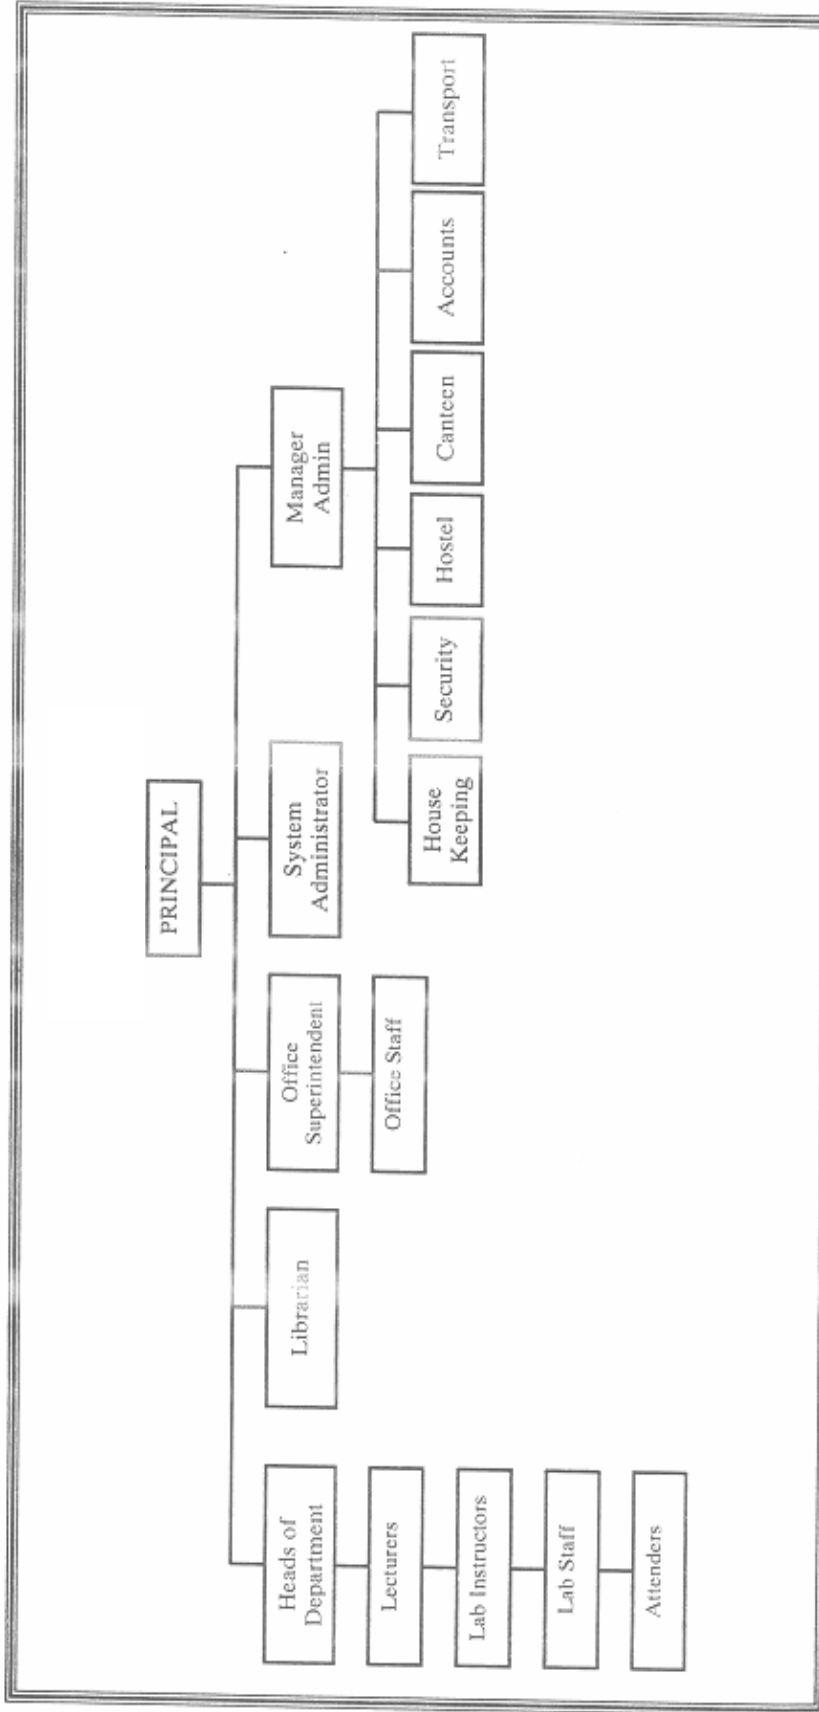 PRINCIPAL
Heads of
Department
Librarian
Office
Superintendent
System
Administrator
Manager
Admin
Lecturers
Lab Instructors
Lab Staff
Attenders
Office Staff
House
Keeping
Security
Hostel
Canteen
Accounts
Transport